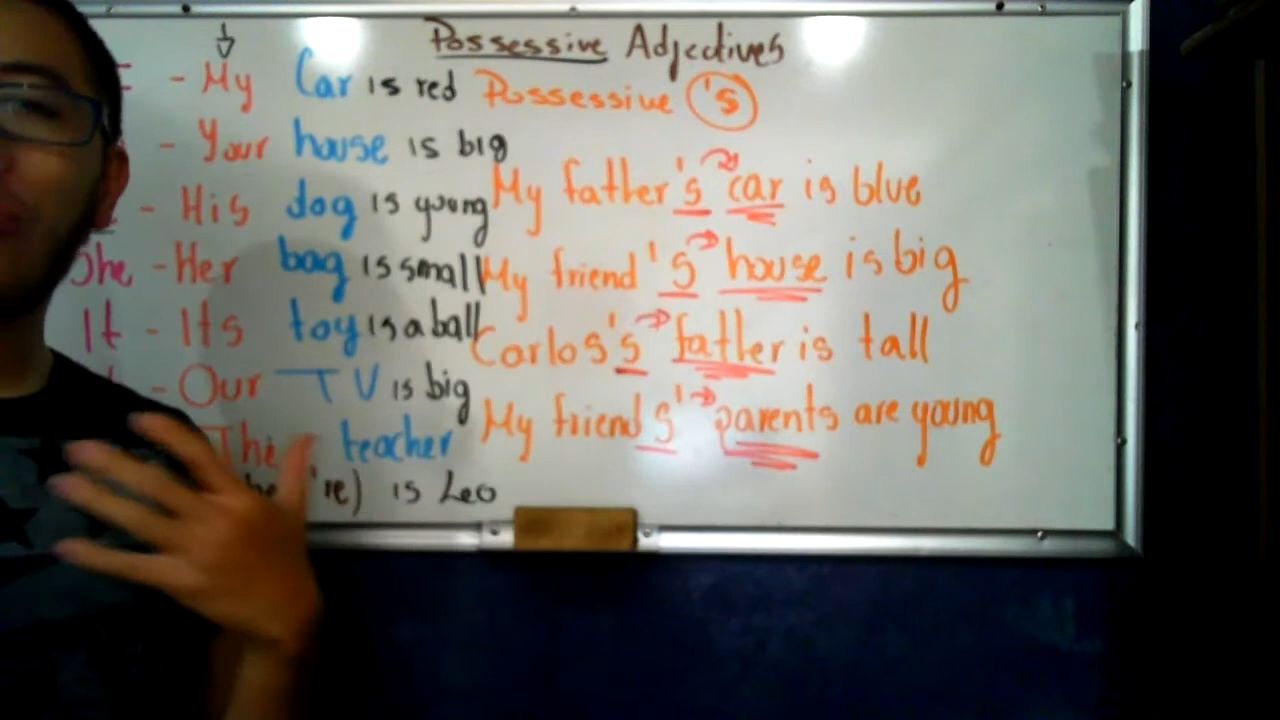 Possessive Adjectives
- My Car is red
- Your house is big
- His dog is young
She - Her bag is small
It - Its toy is a ball
- Our TV is big
teacher
're) is Leo
Possessive 's
My father's car is blue
My friend's house is big
Carlos's father is tall
My friends' parents are young